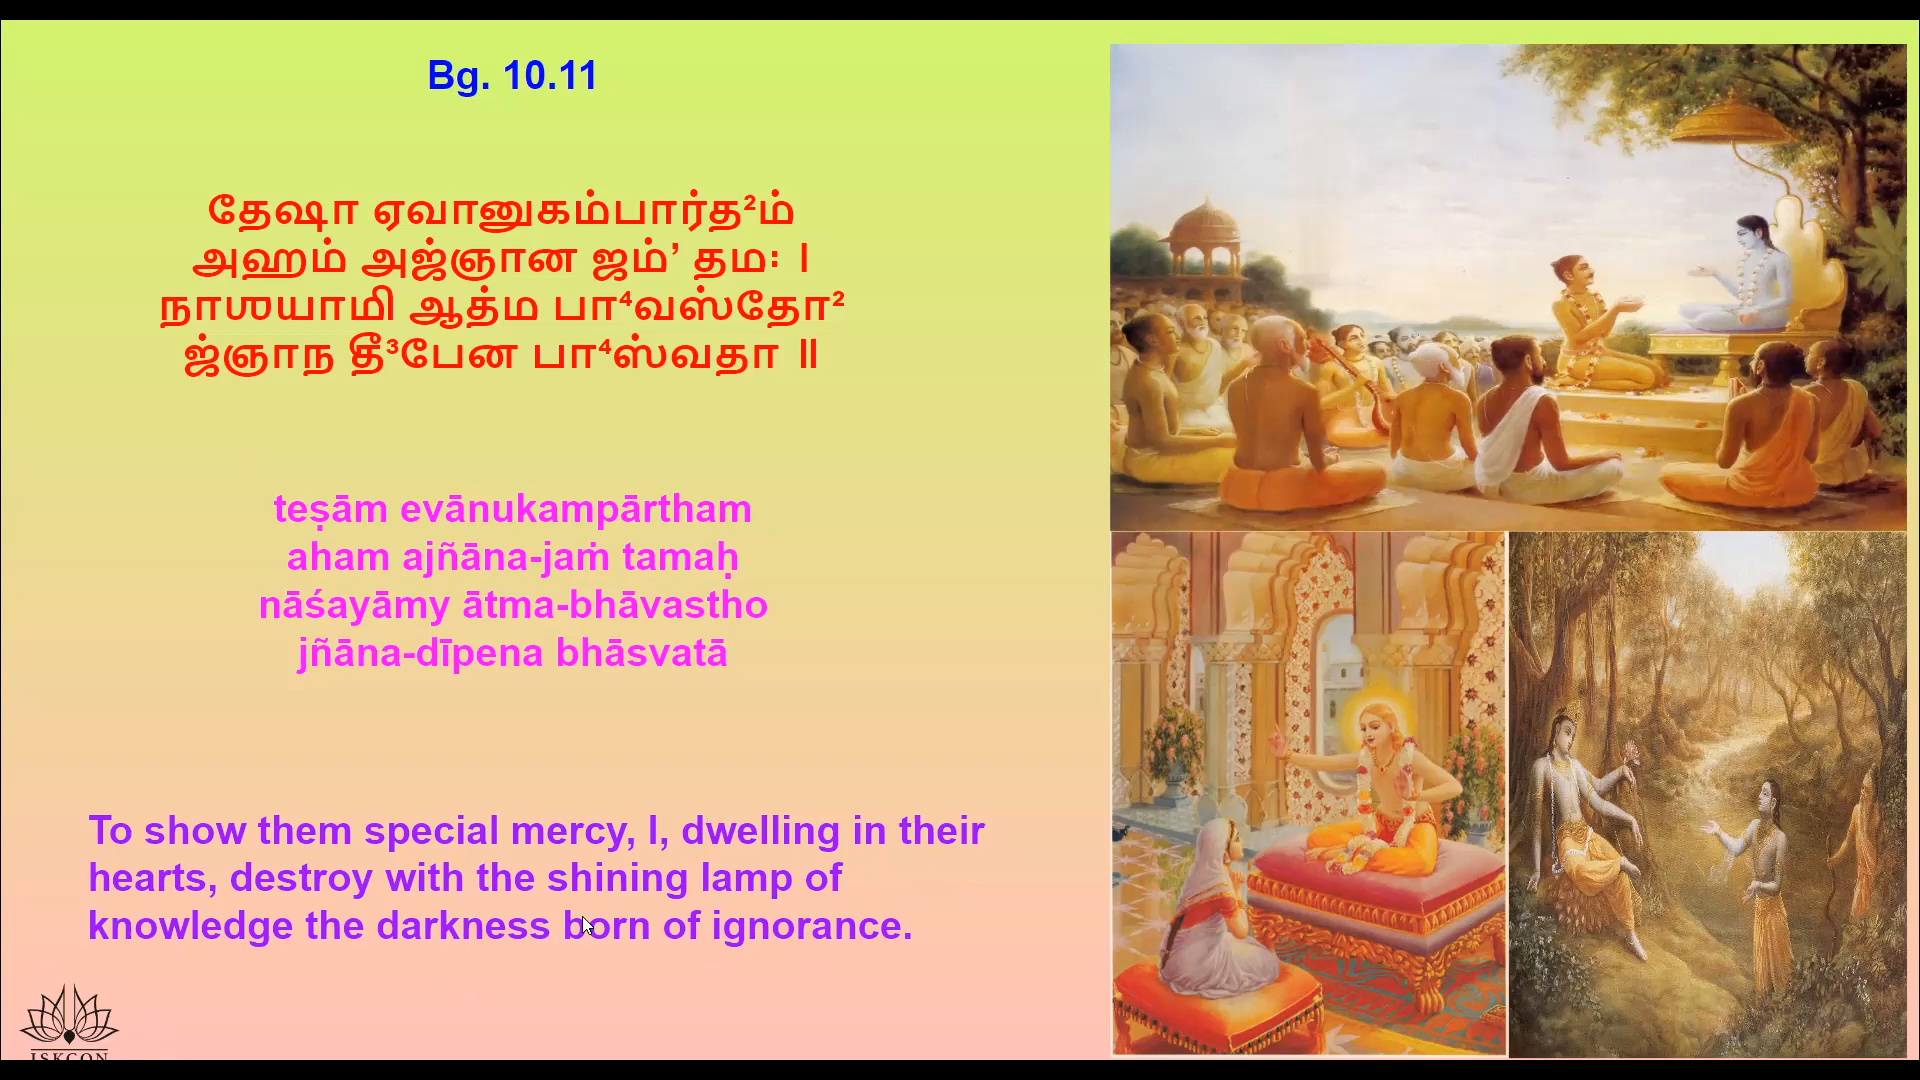 Bg. 10.11
தேஷா ஏவானுகம்பார்த²ம்
அஹம் அஜ்ஞான ஜம்’ தம꞉ ।
நாஶயாமி ஆத்ம பா⁴வஸ்தோ²
ஜ்ஞாந தீ³பேன பா⁴ஸ்வதா ॥
teṣām evānukampārtham
aham ajñāna-jaṁ tamaḥ
nāśayāmy ātma-bhāvastho
jñāna-dīpena bhāsvatā
To show them special mercy, I, dwelling in their
hearts, destroy with the shining lamp of
knowledge the darkness born of ignorance.
ISKCON